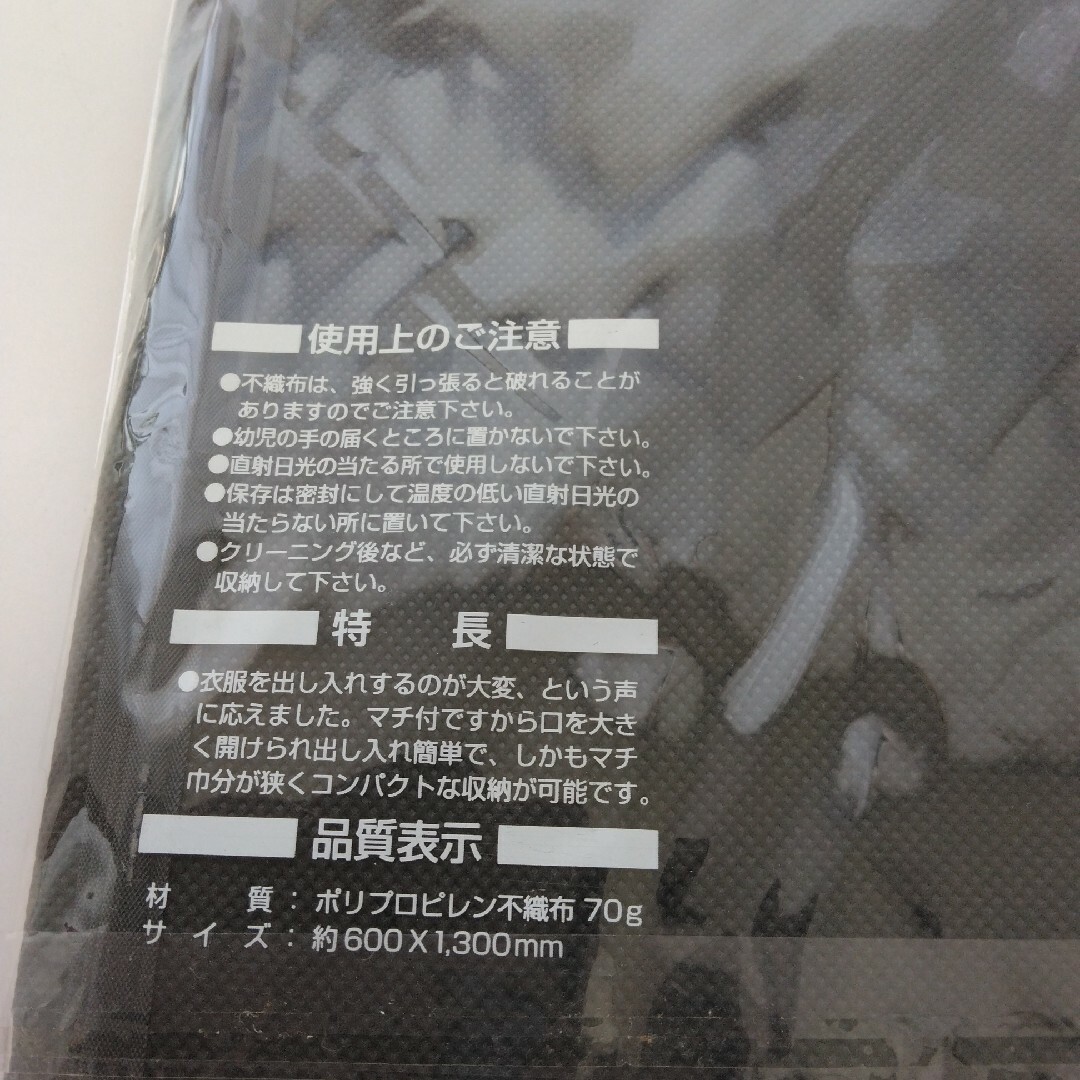 使用上のご注意
●不織布は、強く引っ張ると破れることが
ありますのでご注意下さい。
●幼児の手の届くところに置かないで下さい。
●直射日光の当たる所で使用しないで下さい。
●保存は密封にして温度の低い直射日光の
当たらない所に置いて下さい。
●クリーニング後など、必ず清潔な状態で
収納して下さい。
特　長
●衣服を出し入れするのが大変、という声
に応えました。マチ付ですから口を大き
く開けられ出し入れ簡単で、しかもマチ
巾分が狭くコンパクトな収納が可能です。
品質表示
材　質：ポリプロピレン不織布 70g
サイズ：約600X1,300mm